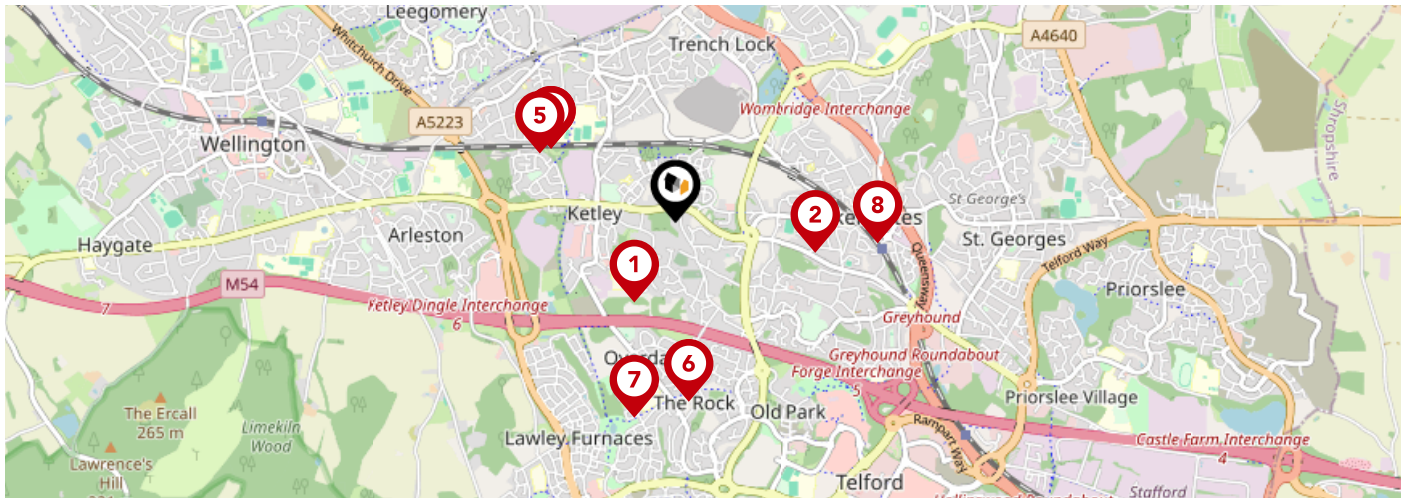 Leegomery
Whitchurch Drive
Trench Lock
A4640
Wombridge Interchange
Shropshire
5
A5223
Wellington
2
8
St George's
Ketley
Haygate
Arleston
St. Georges
Telford Way
Queensway
1
M54
7
Ketley Dingle Interchange
6
Priorslee
Greyhound
Greyhound Roundabout
Forge Interchange
5
6
7
The Rock
Old Park
Priorslee Village
The Ercall
265 m
Limekiln
Wood
Lawley Furnaces
Rampart Way
Castle Farm Interchange
4
Lawrence's
Hill
Telford
Stafford